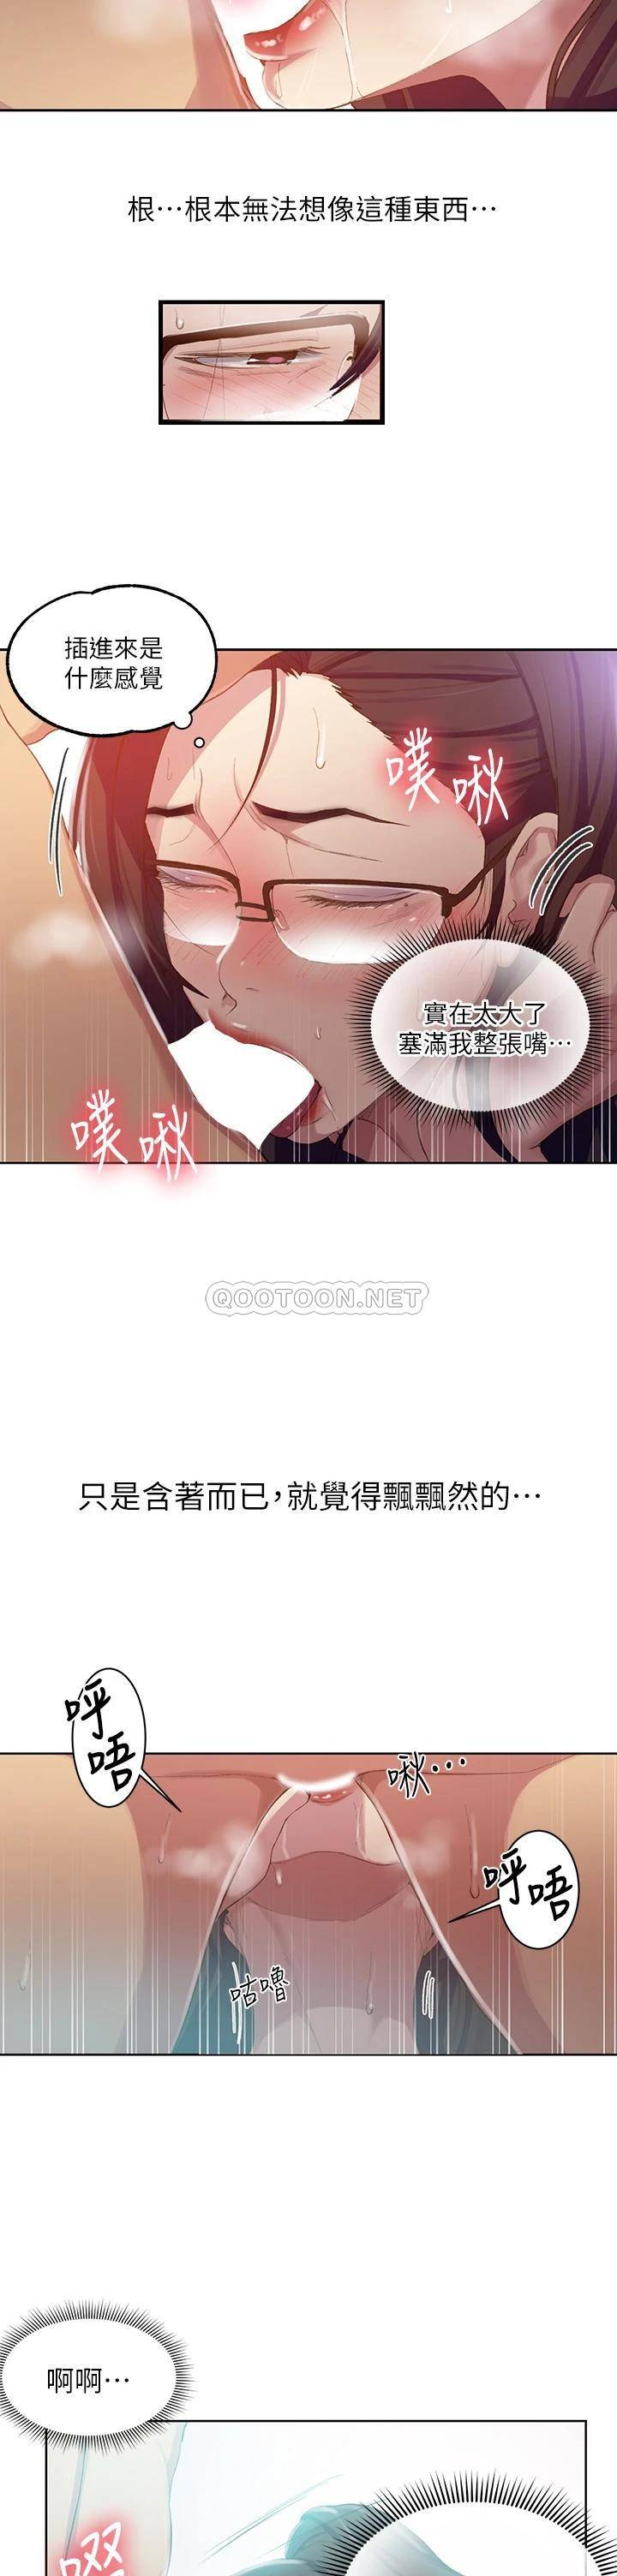 根⋯根本無法想像這種東西⋯
插進來是
什麼感覺
噗啾
實在太大了
塞滿我整張嘴⋯
噗啾
QOOTOON.NET
只是含著而已,就覺得飄飄然的⋯
呼唔
啾⋯
呼唔
咕嚕
啊啊⋯
啜